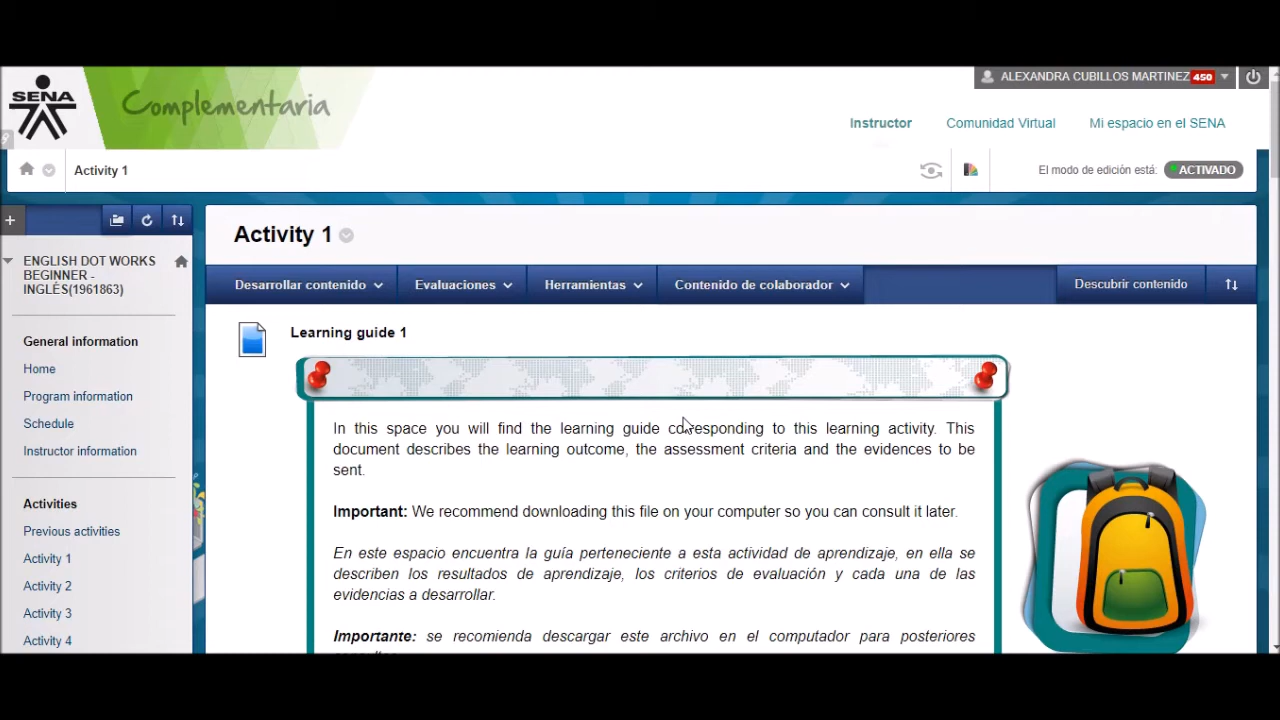 SENA
Complementaria
ALEXANDRA CUBILLOS MARTINEZ 450
Instructor Comunidad Virtual Mi espacio en el SENA
Activity 1
El modo de edición está: ACTIVADO
ENGLISH DOT WORKS
BEGINNER -
INGLÉS(1961863)
General information
Home
Program information
Schedule
Instructor information
Activities
Previous activities
Activity 1
Activity 2
Activity 3
Activity 4
Activity 1
Desarrollar contenido Evaluaciones Herramientas Contenido de colaborador Descubrir contenido
Learning guide 1
In this space you will find the learning guide corresponding to this learning activity. This
document describes the learning outcome, the assessment criteria and the evidences to be
sent.
Important: We recommend downloading this file on your computer so you can consult it later.
En este espacio encuentra la guía perteneciente a esta actividad de aprendizaje, en ella se
describen los resultados de aprendizaje, los criterios de evaluación y cada una de las
evidencias a desarrollar.
Importante: se recomienda descargar este archivo en el computador para posteriores